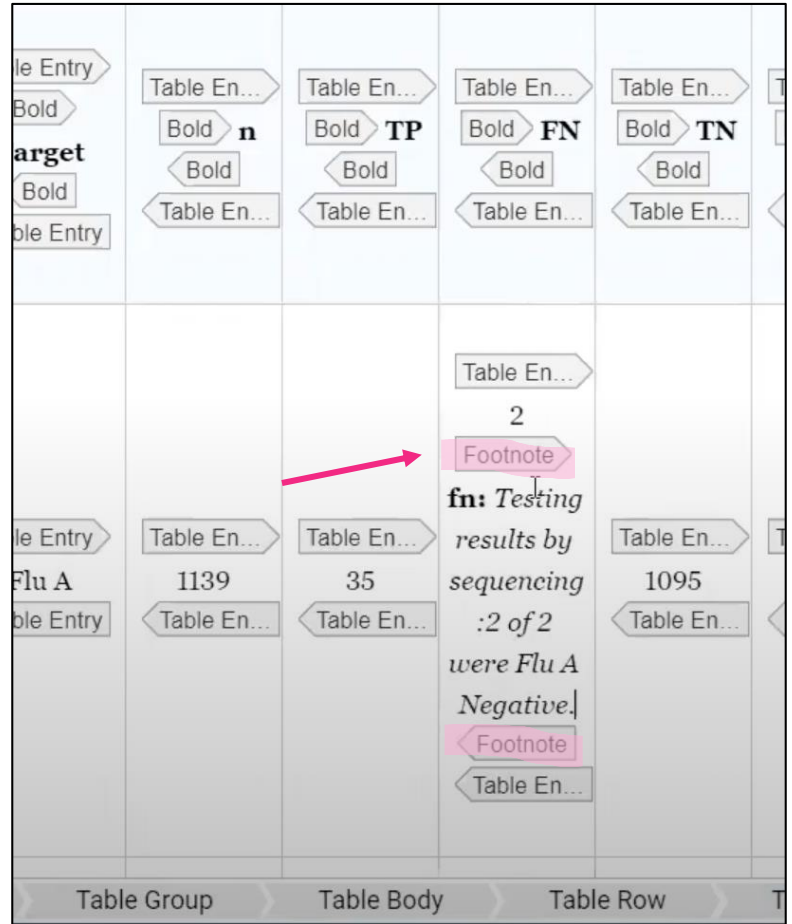 le Entry
Bold
arget
Bold
ble Entry
Table En...
Bold n
Bold
Table En...
Table En...
Bold TP
Bold
Table En...
Table En...
Bold FN
Bold
Table En...
Table En...
Bold TN
Bold
Table En...
T
le Entry
Flu A
ble Entry
Table En...
1139
Table En...
Table En...
35
Table En...
Table En...
2
Footnote
fn: Testing
results by
sequencing
:2 of 2
were Flu A
Negative.
Footnote
Table En...
Table En...
1095
Table En...
T
Table Group
Table Body
Table Row
T